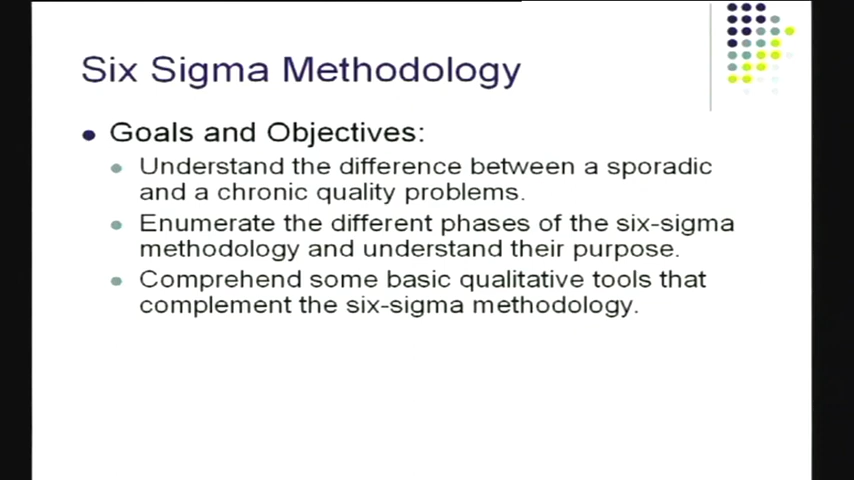 Six Sigma Methodology
Goals and Objectives:
Understand the difference between a sporadic
and a chronic quality problems.
Enumerate the different phases of the six-sigma
methodology and understand their purpose.
Comprehend some basic qualitative tools that
complement the six-sigma methodology.